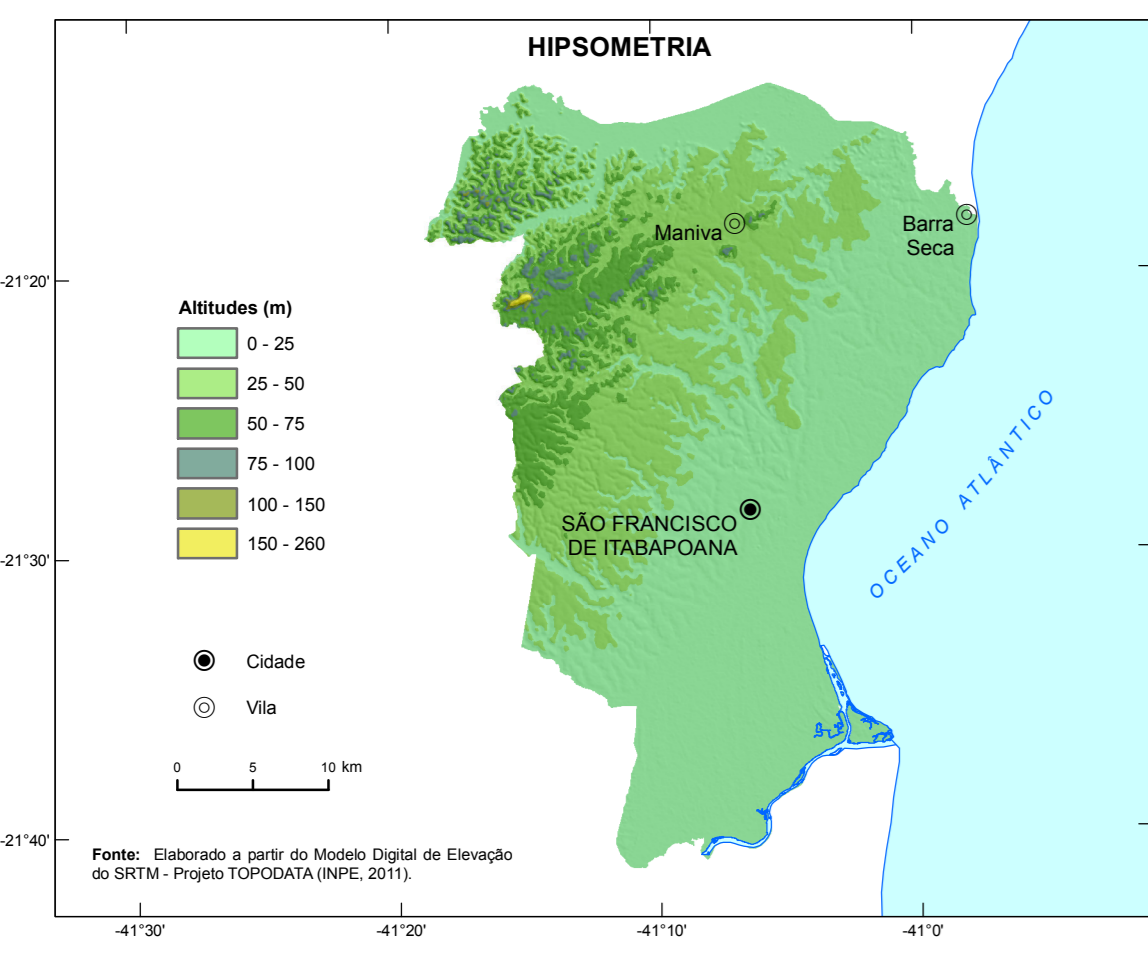 HIPSOMETRIA
Maniva
Barra
Seca
-21°20'
Altitudes (m)
0 - 25
25 - 50
50 - 75
75 - 100
100 - 150
150 - 260
OCEANO ATLÂNTICO
SÃO FRANCISCO
DE ITABAPOANA
-21°30'
Cidade
Vila
0 5 10 km
-21°40'
Fonte: Elaborado a partir do Modelo Digital de Elevação
do SRTM - Projeto TOPODATA (INPE, 2011).
-41°30' -41°20' -41°10' -41°0'